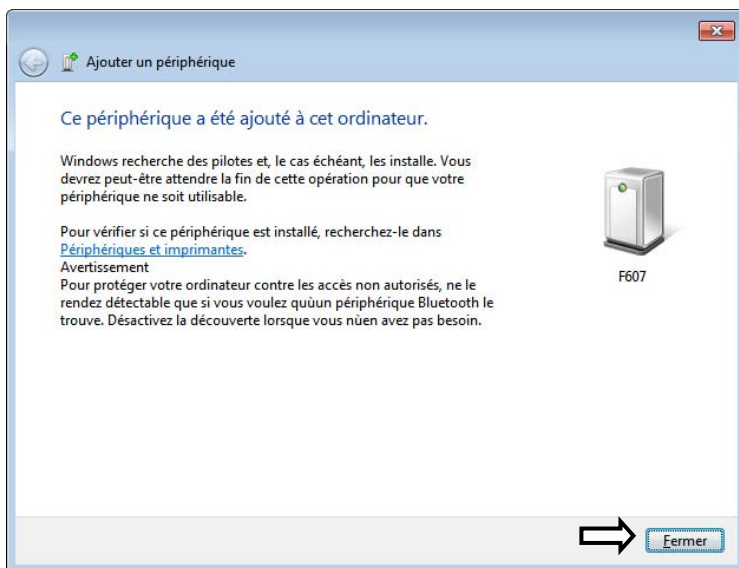 Ajouter un périphérique
Ce périphérique a été ajouté à cet ordinateur.
Windows recherche des pilotes et, le cas échéant, les installe. Vous
devrez peut-être attendre la fin de cette opération pour que votre
périphérique ne soit utilisable.
Pour vérifier si ce périphérique est installé, recherchez-le dans
Périphériques et imprimantes.
Avertissement
Pour protéger votre ordinateur contre les accès non autorisés, ne le
rendez détectable que si vous voulez quùun périphérique Bluetooth le
trouve. Désactivez la découverte lorsque vous nùen avez pas besoin.
F607
Fermer